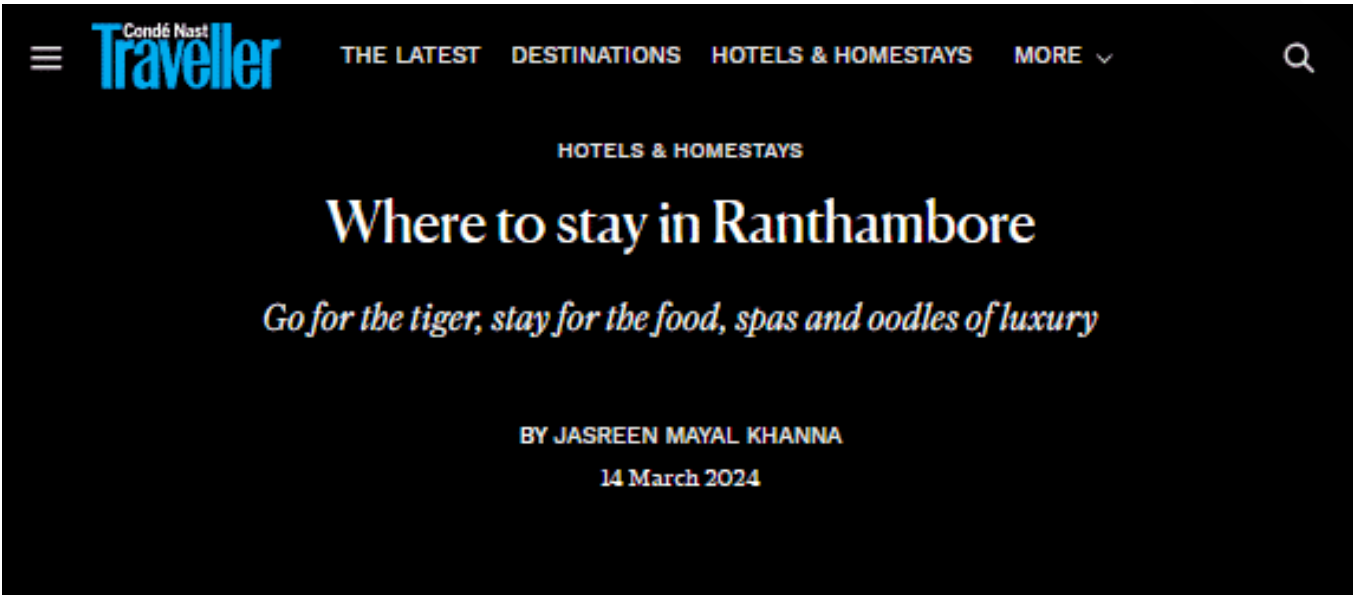 Condé Nast
Traveller
THE LATEST DESTINATIONS HOTELS & HOMESTAYS MORE
HOTELS & HOMESTAYS
Where to stay in Ranthambore
Go for the tiger, stay for the food, spas and oodles of luxury
BY JASREEN MAYAL KHANNA
14 March 2024